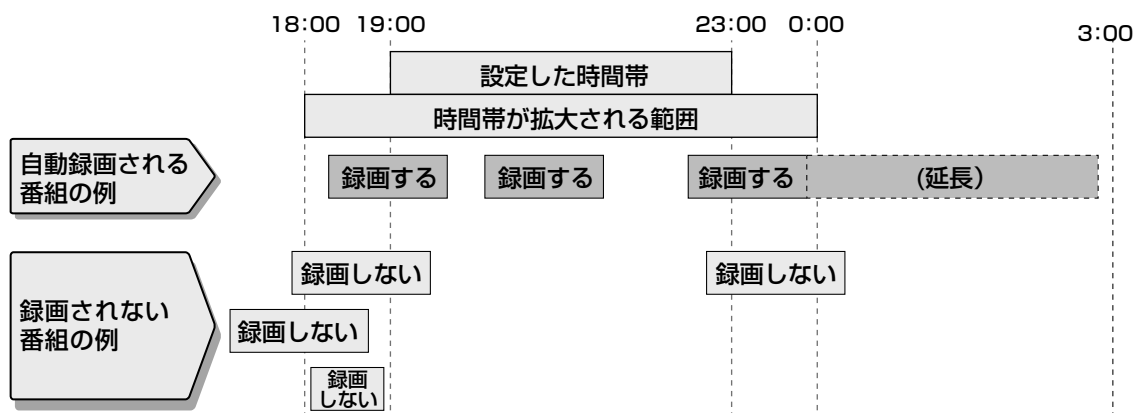 18:00 19:00 23:00 0:00 3:00
設定した時間帯
時間帯が拡大される範囲
自動録画される
番組の例
録画する 録画する 録画する (延長）
録画されない
番組の例
録画しない 録画しない
録画しない
録画
しない